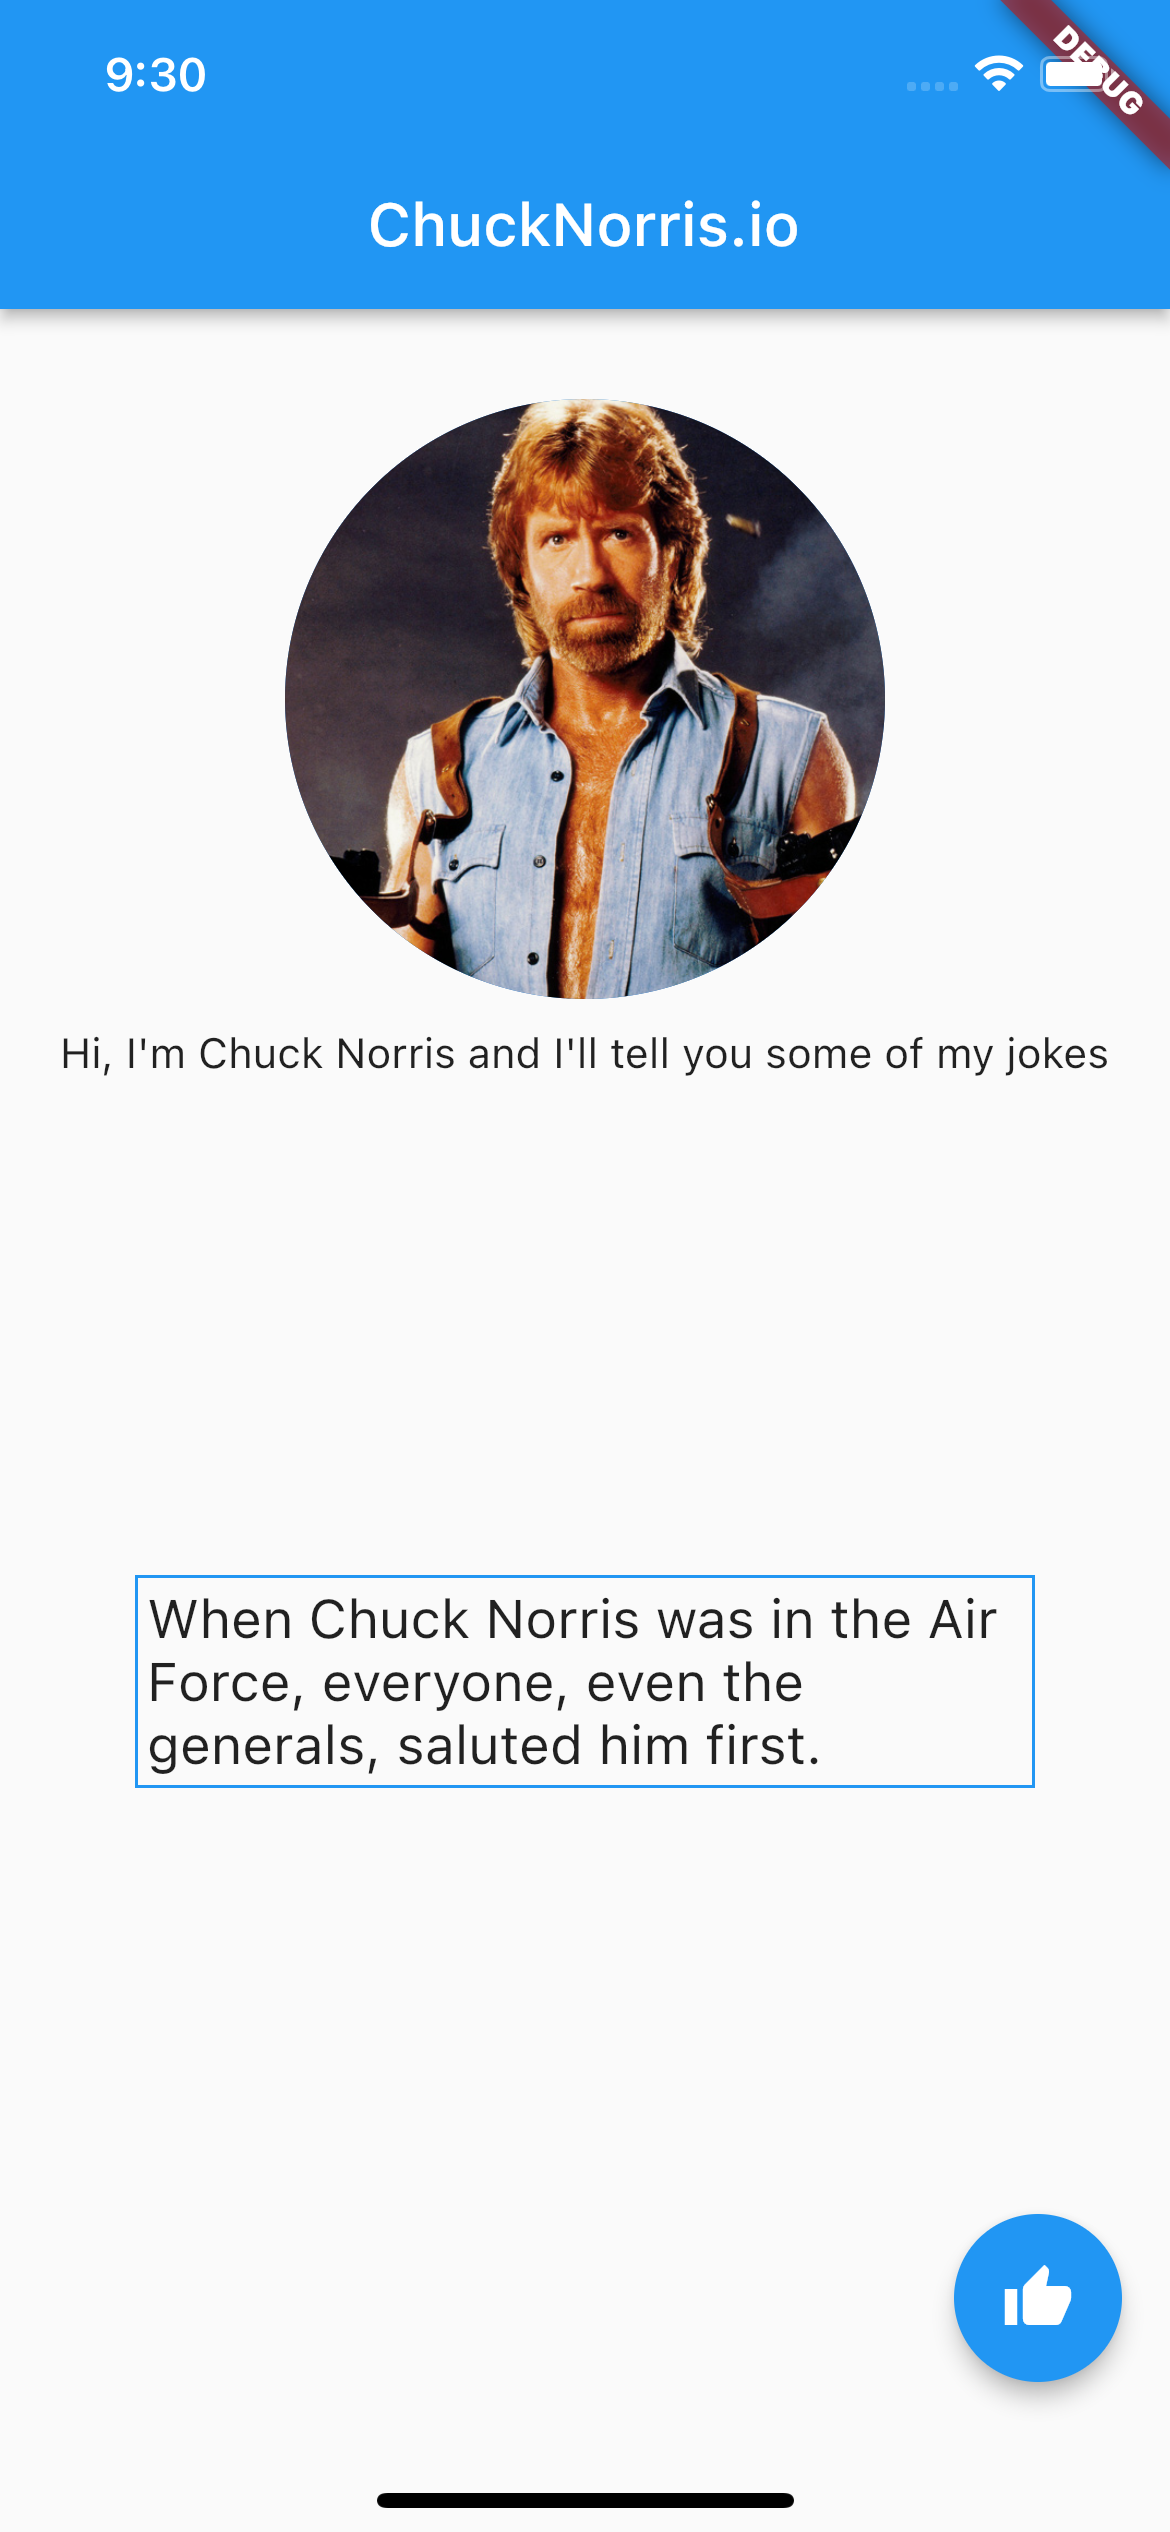 9:30
DEBUG
ChuckNorris.io
Hi, I'm Chuck Norris and I'll tell you some of my jokes
When Chuck Norris was in the Air
Force, everyone, even the
generals, saluted him first.